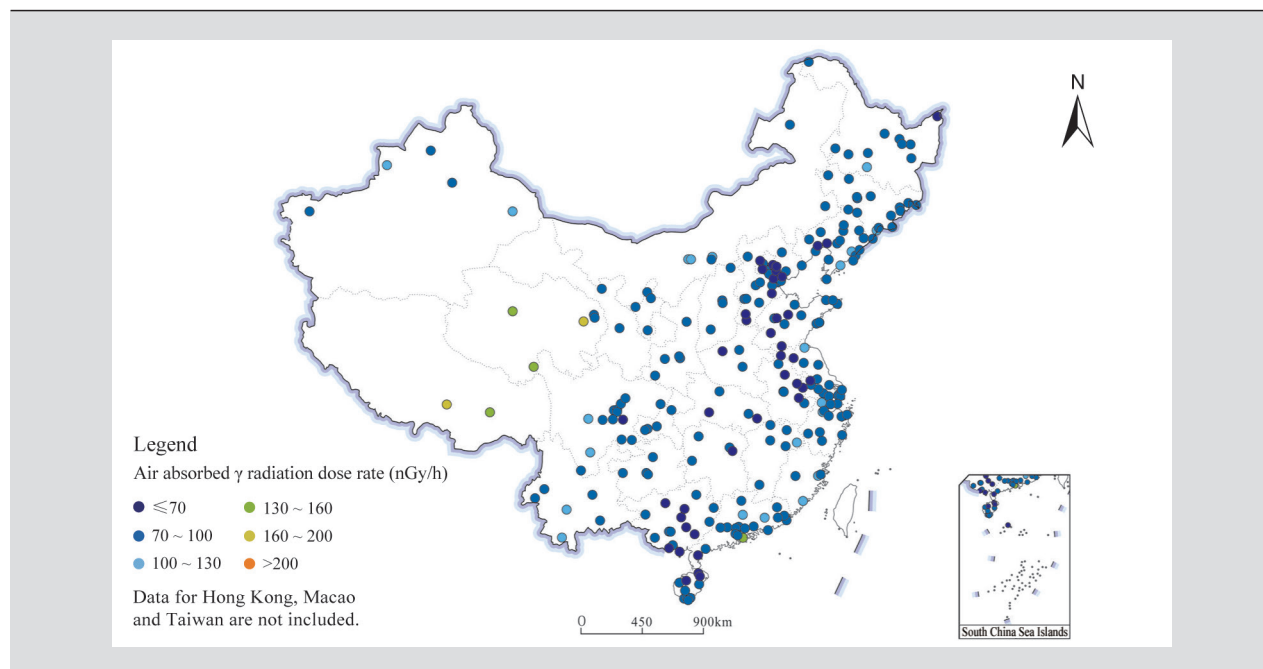 N
Legend
Air absorbed γ radiation dose rate (nGy/h)
≤70
130 ~ 160
70 ~ 100
160 ~ 200
100 ~ 130
>200
Data for Hong Kong, Macao
and Taiwan are not included.
0 450 900km
South China Sea Islands